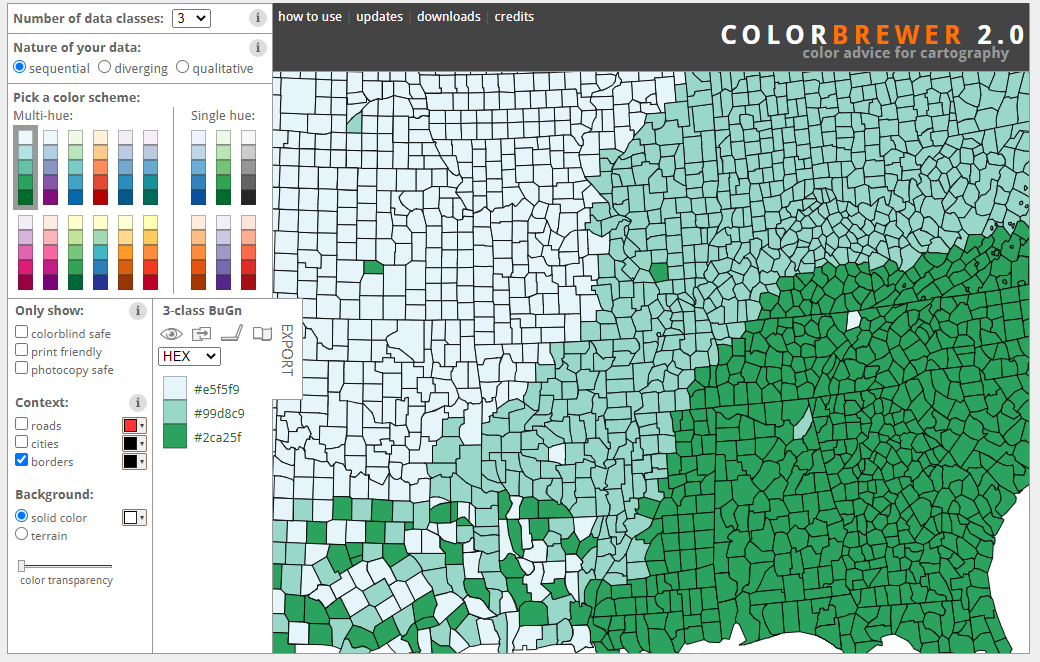 Number of data classes: 3 i
how to use | updates | downloads | credits
COLORBREWER 2.0
color advice for cartography
Nature of your data: i
sequential diverging qualitative
Pick a color scheme:
Multi-hue: Single hue:
Only show: i
colorblind safe
print friendly
photocopy safe
Context: i
roads
cities
borders
Background:
solid color
terrain
color transparency
3-class BuGn
EXPORT
HEX
#e5f5f9
#99d8c9
#2ca25f